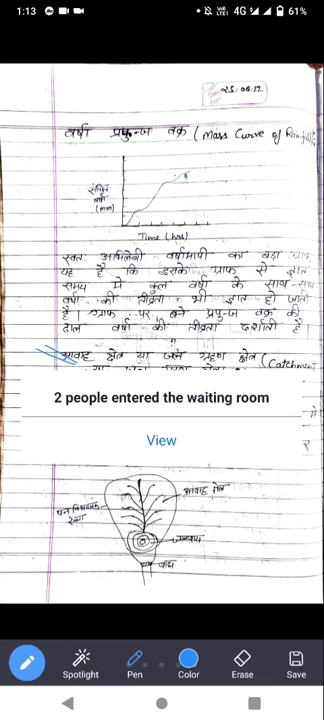 1:13
4G
61%
25.08.17
वर्षा प्रपुन्ज वक्र (Mass Curve of Rainfall)
संचित
वर्षा
(mm)
Time (hrs)
स्वतः अभिलेखी वर्षामापी का बड़ा
यह है कि इसके ग्राफ से ज्ञात
समय में कुल वर्षा के साथ-साथ
वर्षा की तीव्रता भी ज्ञात हो जाती
है। ग्राफ पर बने प्रपुन्ज वक्र की
ढाल वर्षा की तीव्रता दर्शाती है।
आवाह क्षेत्र या जल ग्रहण क्षेत्र (Catchment
2 people entered the waiting room
View
आवाह क्षेत्र
रेखा
जलाशय
बांध
Spotlight
Pen
Color
Erase
Save